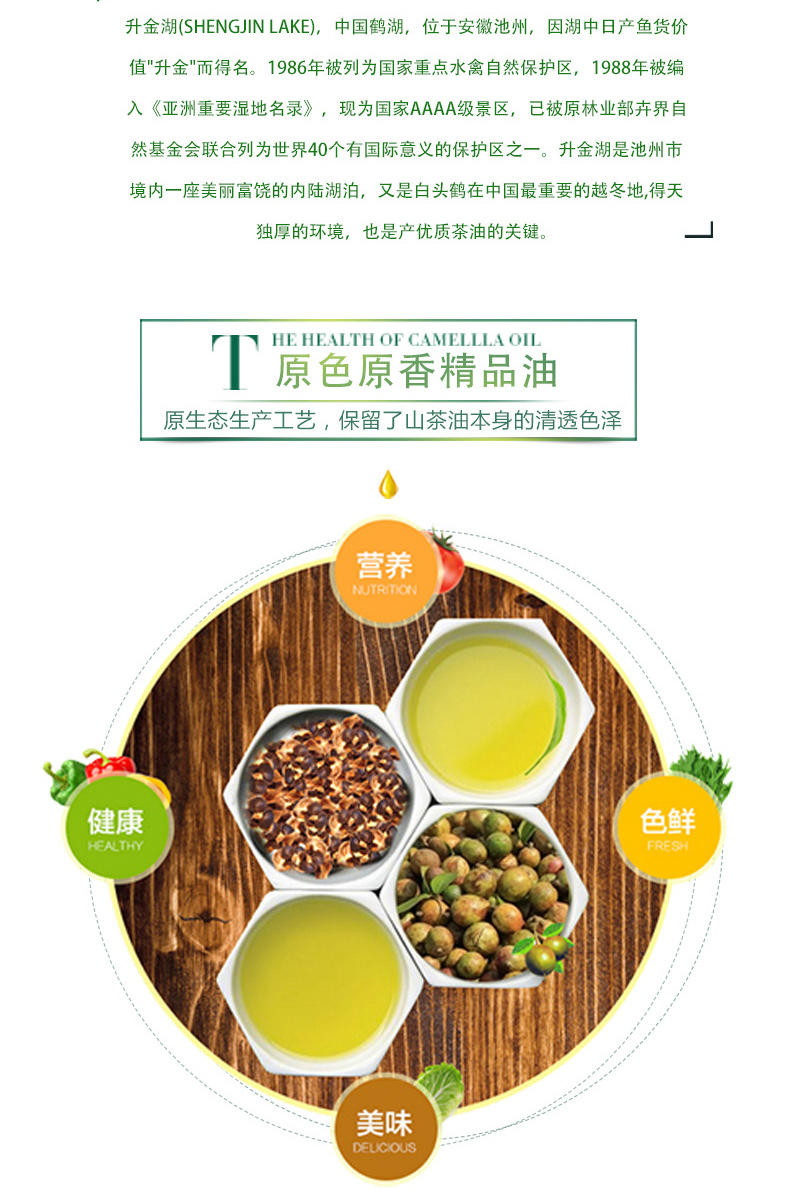 升金湖(SHENGJIN LAKE)，中国鹤湖，位于安徽池州，因湖中日产鱼货价
值"升金"而得名。1986年被列为国家重点水禽自然保护区，1988年被编
入《亚洲重要湿地名录》，现为国家AAAA级景区，已被原林业部卉界自
然基金会联合列为世界40个有国际意义的保护区之一。升金湖是池州市
境内一座美丽富饶的内陆湖泊，又是白头鹤在中国最重要的越冬地,得天
独厚的环境，也是产优质茶油的关键。
THE HEALTH OF CAMELLLA OIL
原色原香精品油
原生态生产工艺，保留了山茶油本身的清透色泽
营养
NUTRITION
健康
HEALTHY
色鲜
FRESH
美味
DELICIOUS